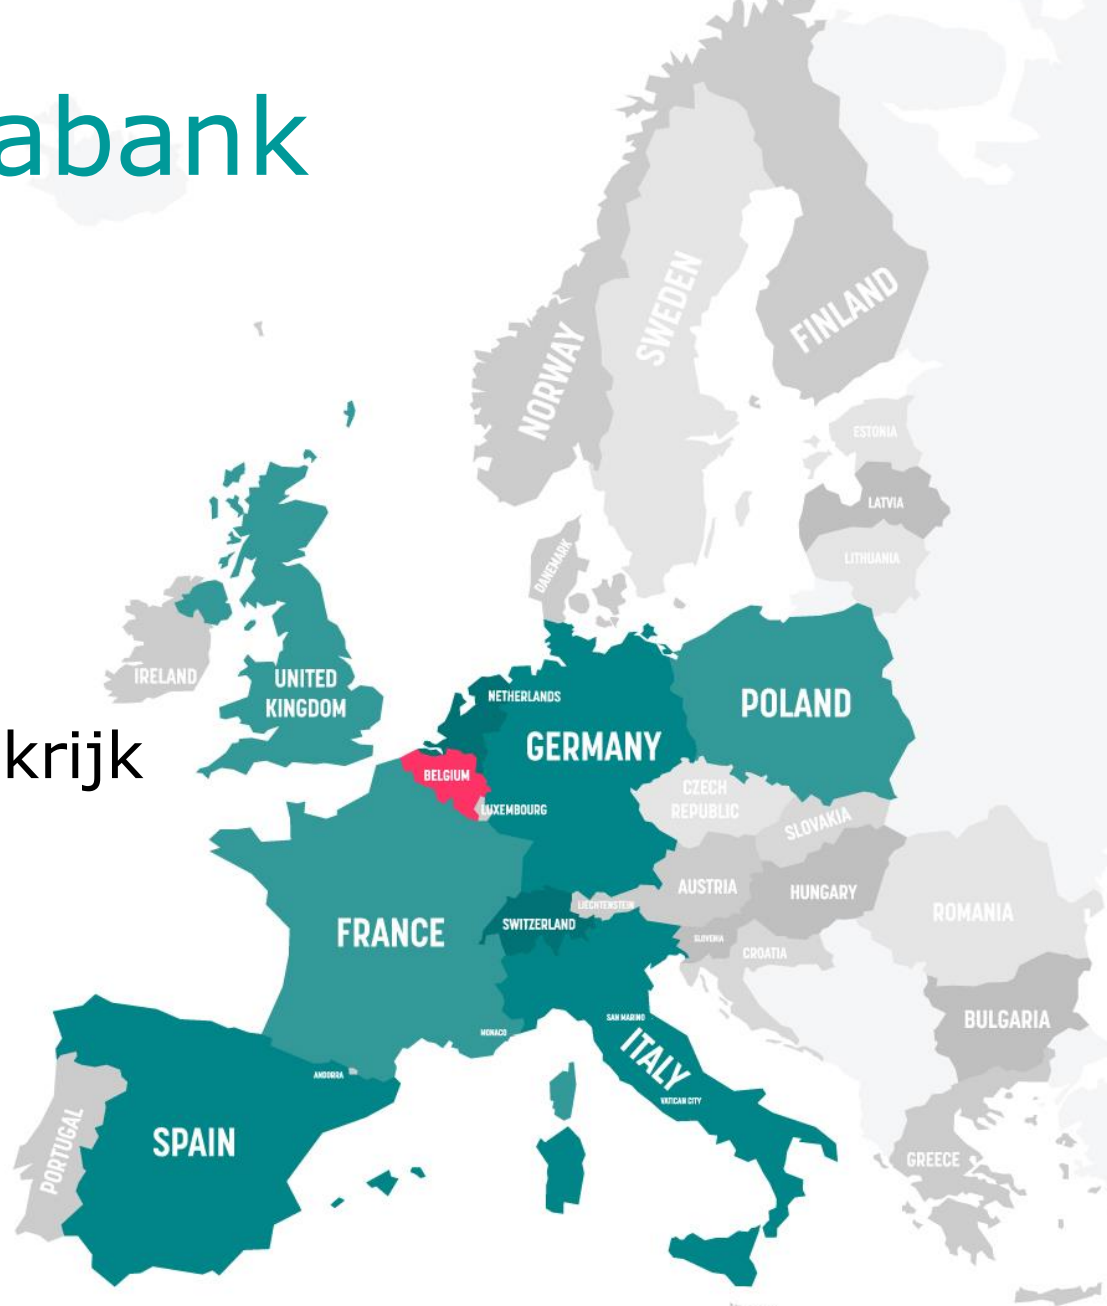 abank
SWEDEN
FINLAND
NORWAY
ESTONIA
LATVIA
LITHUANIA
DANEMARK
IRELAND
UNITED
KINGDOM
NETHERLANDS
POLAND
GERMANY
krijk
BELGIUM
LUXEMBOURG
CZECH
REPUBLIC
SLOVAKIA
AUSTRIA
HUNGARY
LIECHTENSTEIN
ROMANIA
FRANCE
SWITZERLAND
SLOVENIA
CROATIA
SAN MARINO
BULGARIA
MONACO
ITALY
ANDORRA
VATICAN CITY
PORTUGAL
SPAIN
GREECE